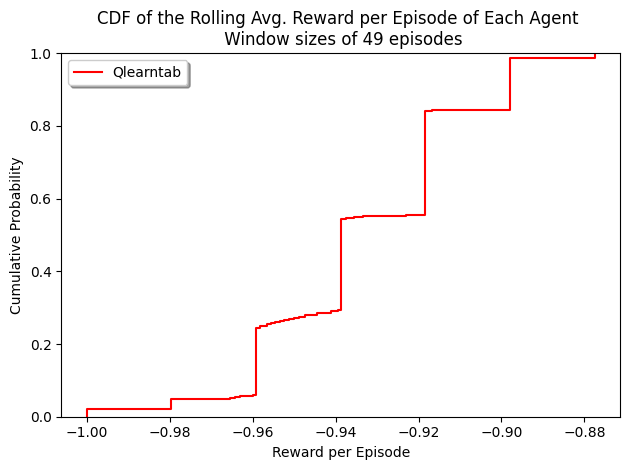 CDF of the Rolling Avg. Reward per Episode of Each Agent
Window sizes of 49 episodes
Qlearntab
1.0
0.8
0.6
0.4
0.2
0.0
Cumulative Probability
−1.00 −0.98 −0.96 −0.94 −0.92 −0.90 −0.88
Reward per Episode